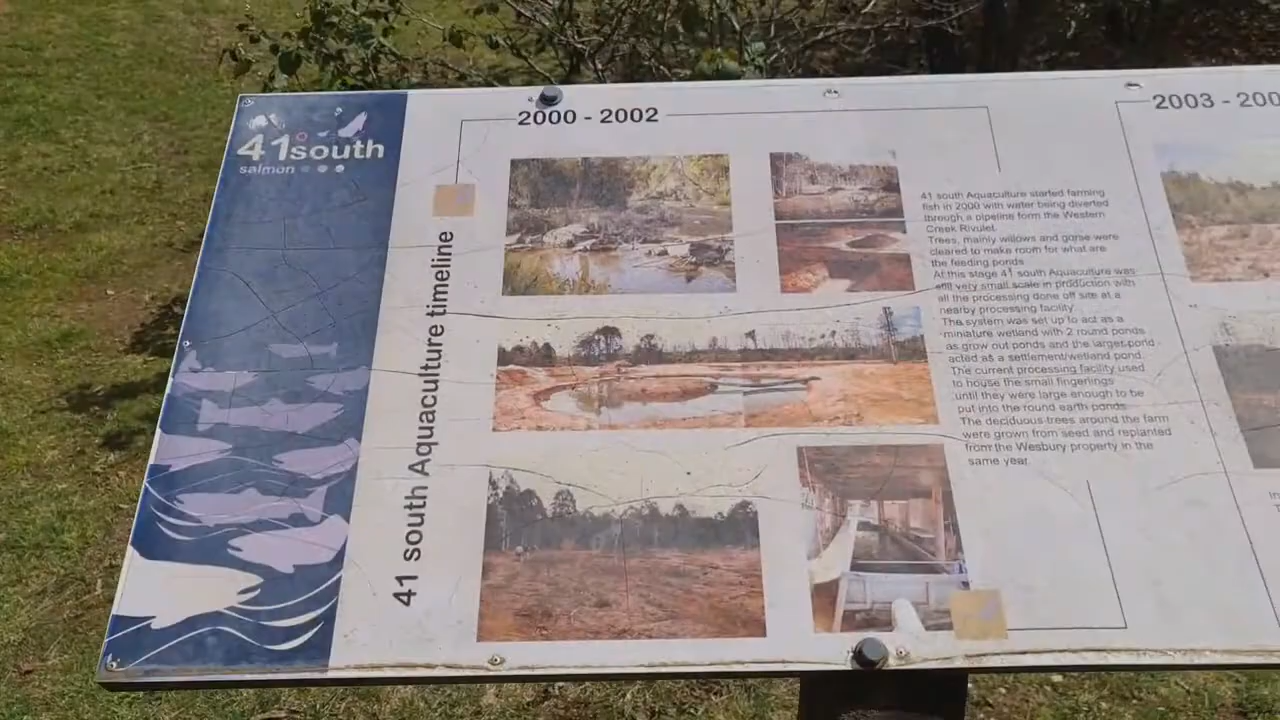 41°south
salmon
41 south Aquaculture timeline
2000 - 2002
41 south Aquaculture started farming
fish in 2000 with water being diverted
through a pipeline form the Western
Creek Rivulet.
Trees, mainly willows and gorse were
cleared to make room for what are
the feeding ponds
At this stage 41 south Aquaculture was
still very small scale in production with
all the processing done off site at a
nearby processing facility.
The system was set up to act as a
miniature wetland with 2 round ponds
as grow out ponds and the larger pond
acted as a settlement/wetland pond.
The current processing facility used
to house the small fingerlings
until they were large enough to be
put into the round earth ponds.
The deciduous trees around the farm
were grown from seed and replanted
from the Wesbury property in the
same year.
2003 - 200